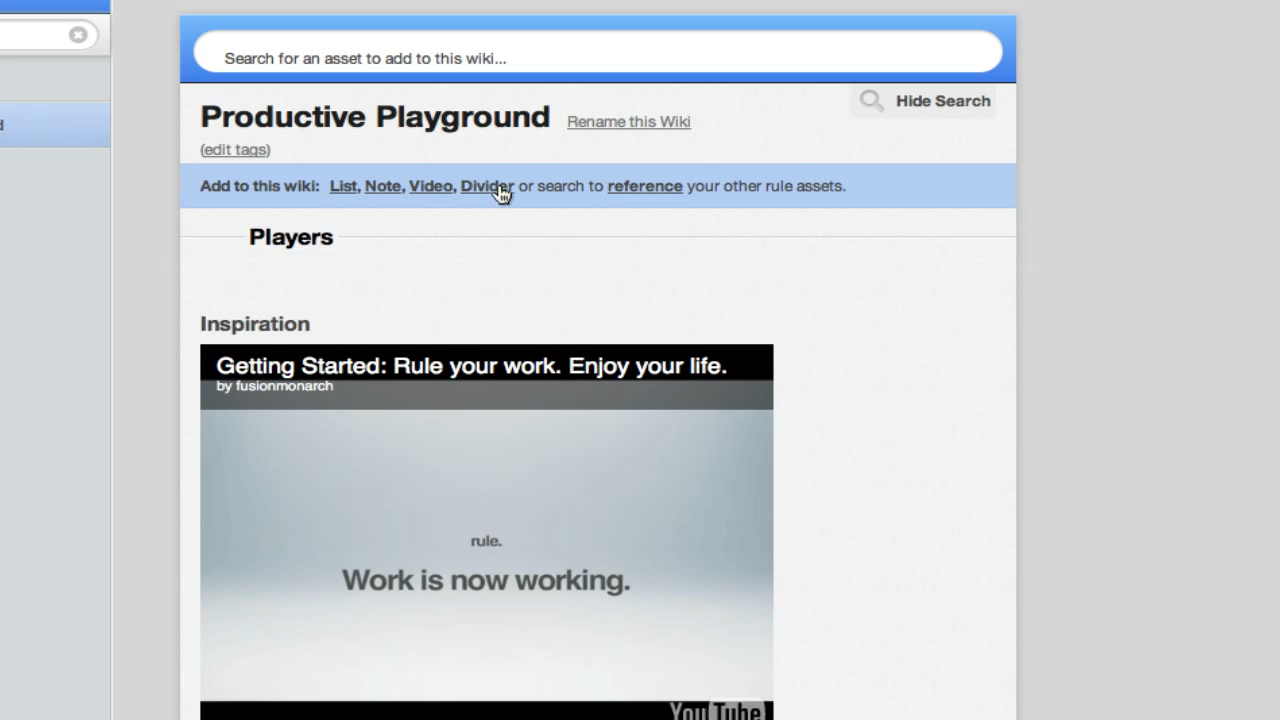 Search for an asset to add to this wiki...
Hide Search
Productive Playground Rename this Wiki
(edit tags)
Add to this wiki: List, Note, Video, Divider or search to reference your other rule assets.
Players
Inspiration
Getting Started: Rule your work. Enjoy your life.
by fusionmonarch
rule.
Work is now working.
YouTube